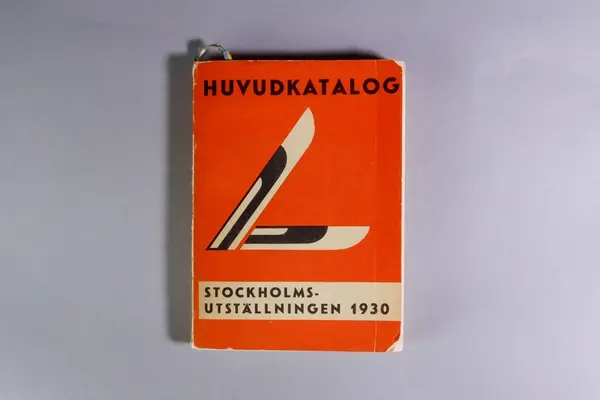 HUVUDKATALOG
STOCKHOLMS-
UTSTÄLLNINGEN 1930